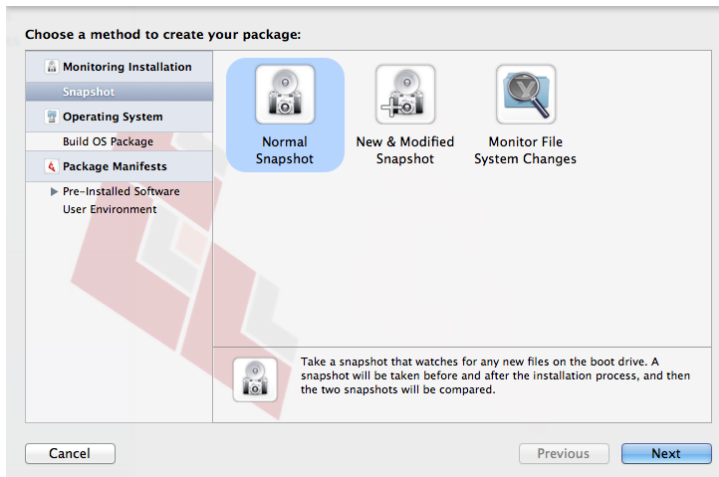 Choose a method to create your package:
Monitoring Installation
Snapshot
Operating System
Build OS Package
Package Manifests
Pre-Installed Software
User Environment
Normal
Snapshot
New & Modified
Snapshot
Monitor File
System Changes
Take a snapshot that watches for any new files on the boot drive. A
snapshot will be taken before and after the installation process, and then
the two snapshots will be compared.
Cancel
Previous
Next